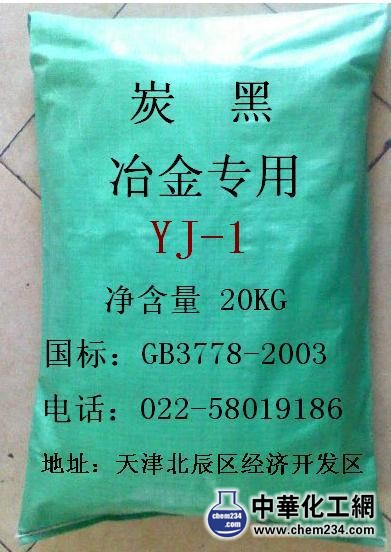 炭 黑
冶金专用
YJ-1
净含量 20KG
国标：GB3778-2003
电话：022-58019186
地址：天津北辰区经济开发区
chem234.com
中華化工網
www.chem234.com